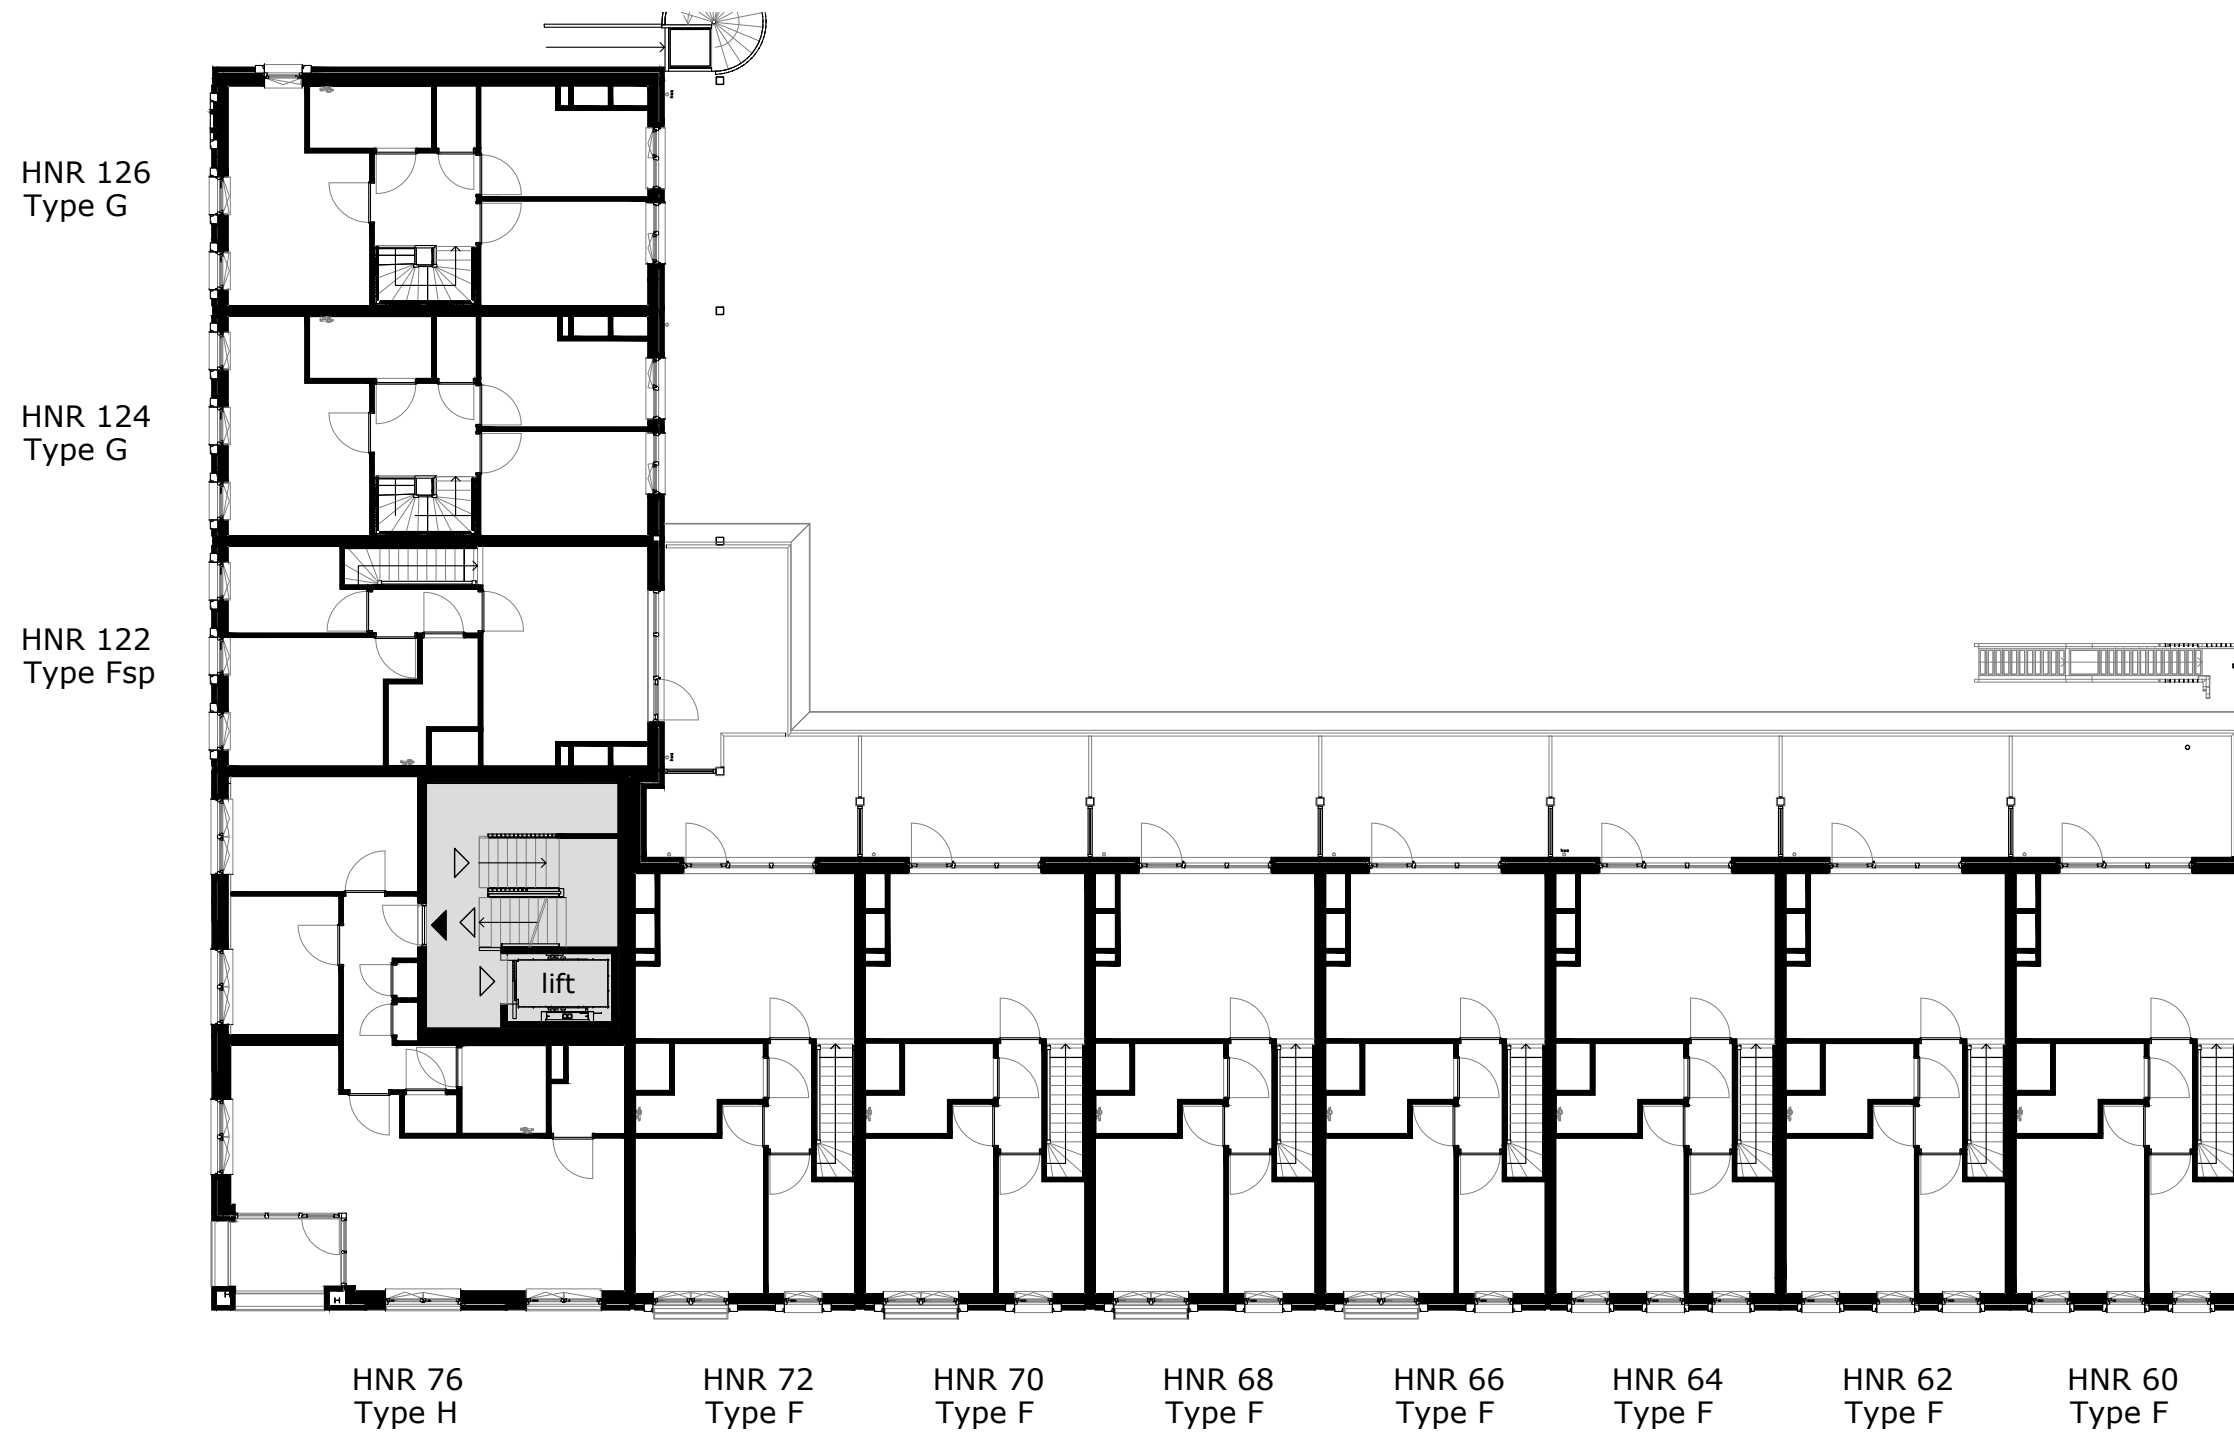 HNR 126
Type G
HNR 124
Type G
HNR 122
Type Fsp
lift
HNR 76
Type H
HNR 72
Type F
HNR 70
Type F
HNR 68
Type F
HNR 66
Type F
HNR 64
Type F
HNR 62
Type F
HNR 60
Type F